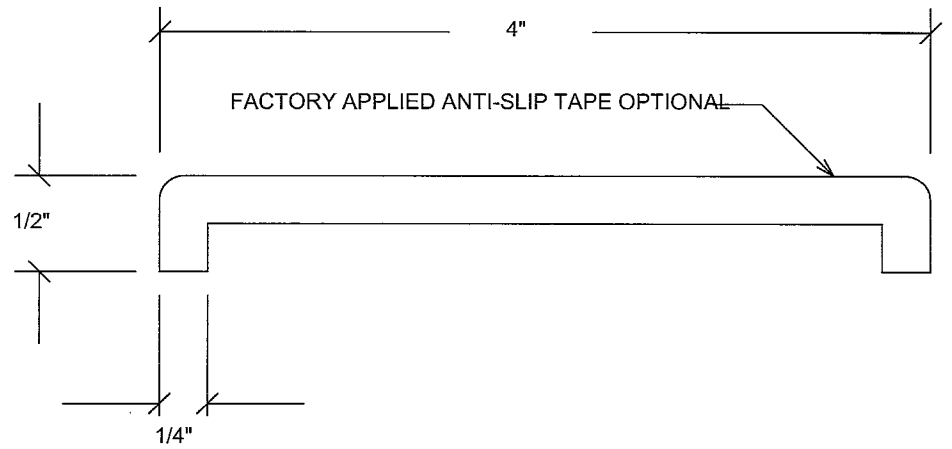 4"
FACTORY APPLIED ANTI-SLIP TAPE OPTIONAL
1/2"
1/4"